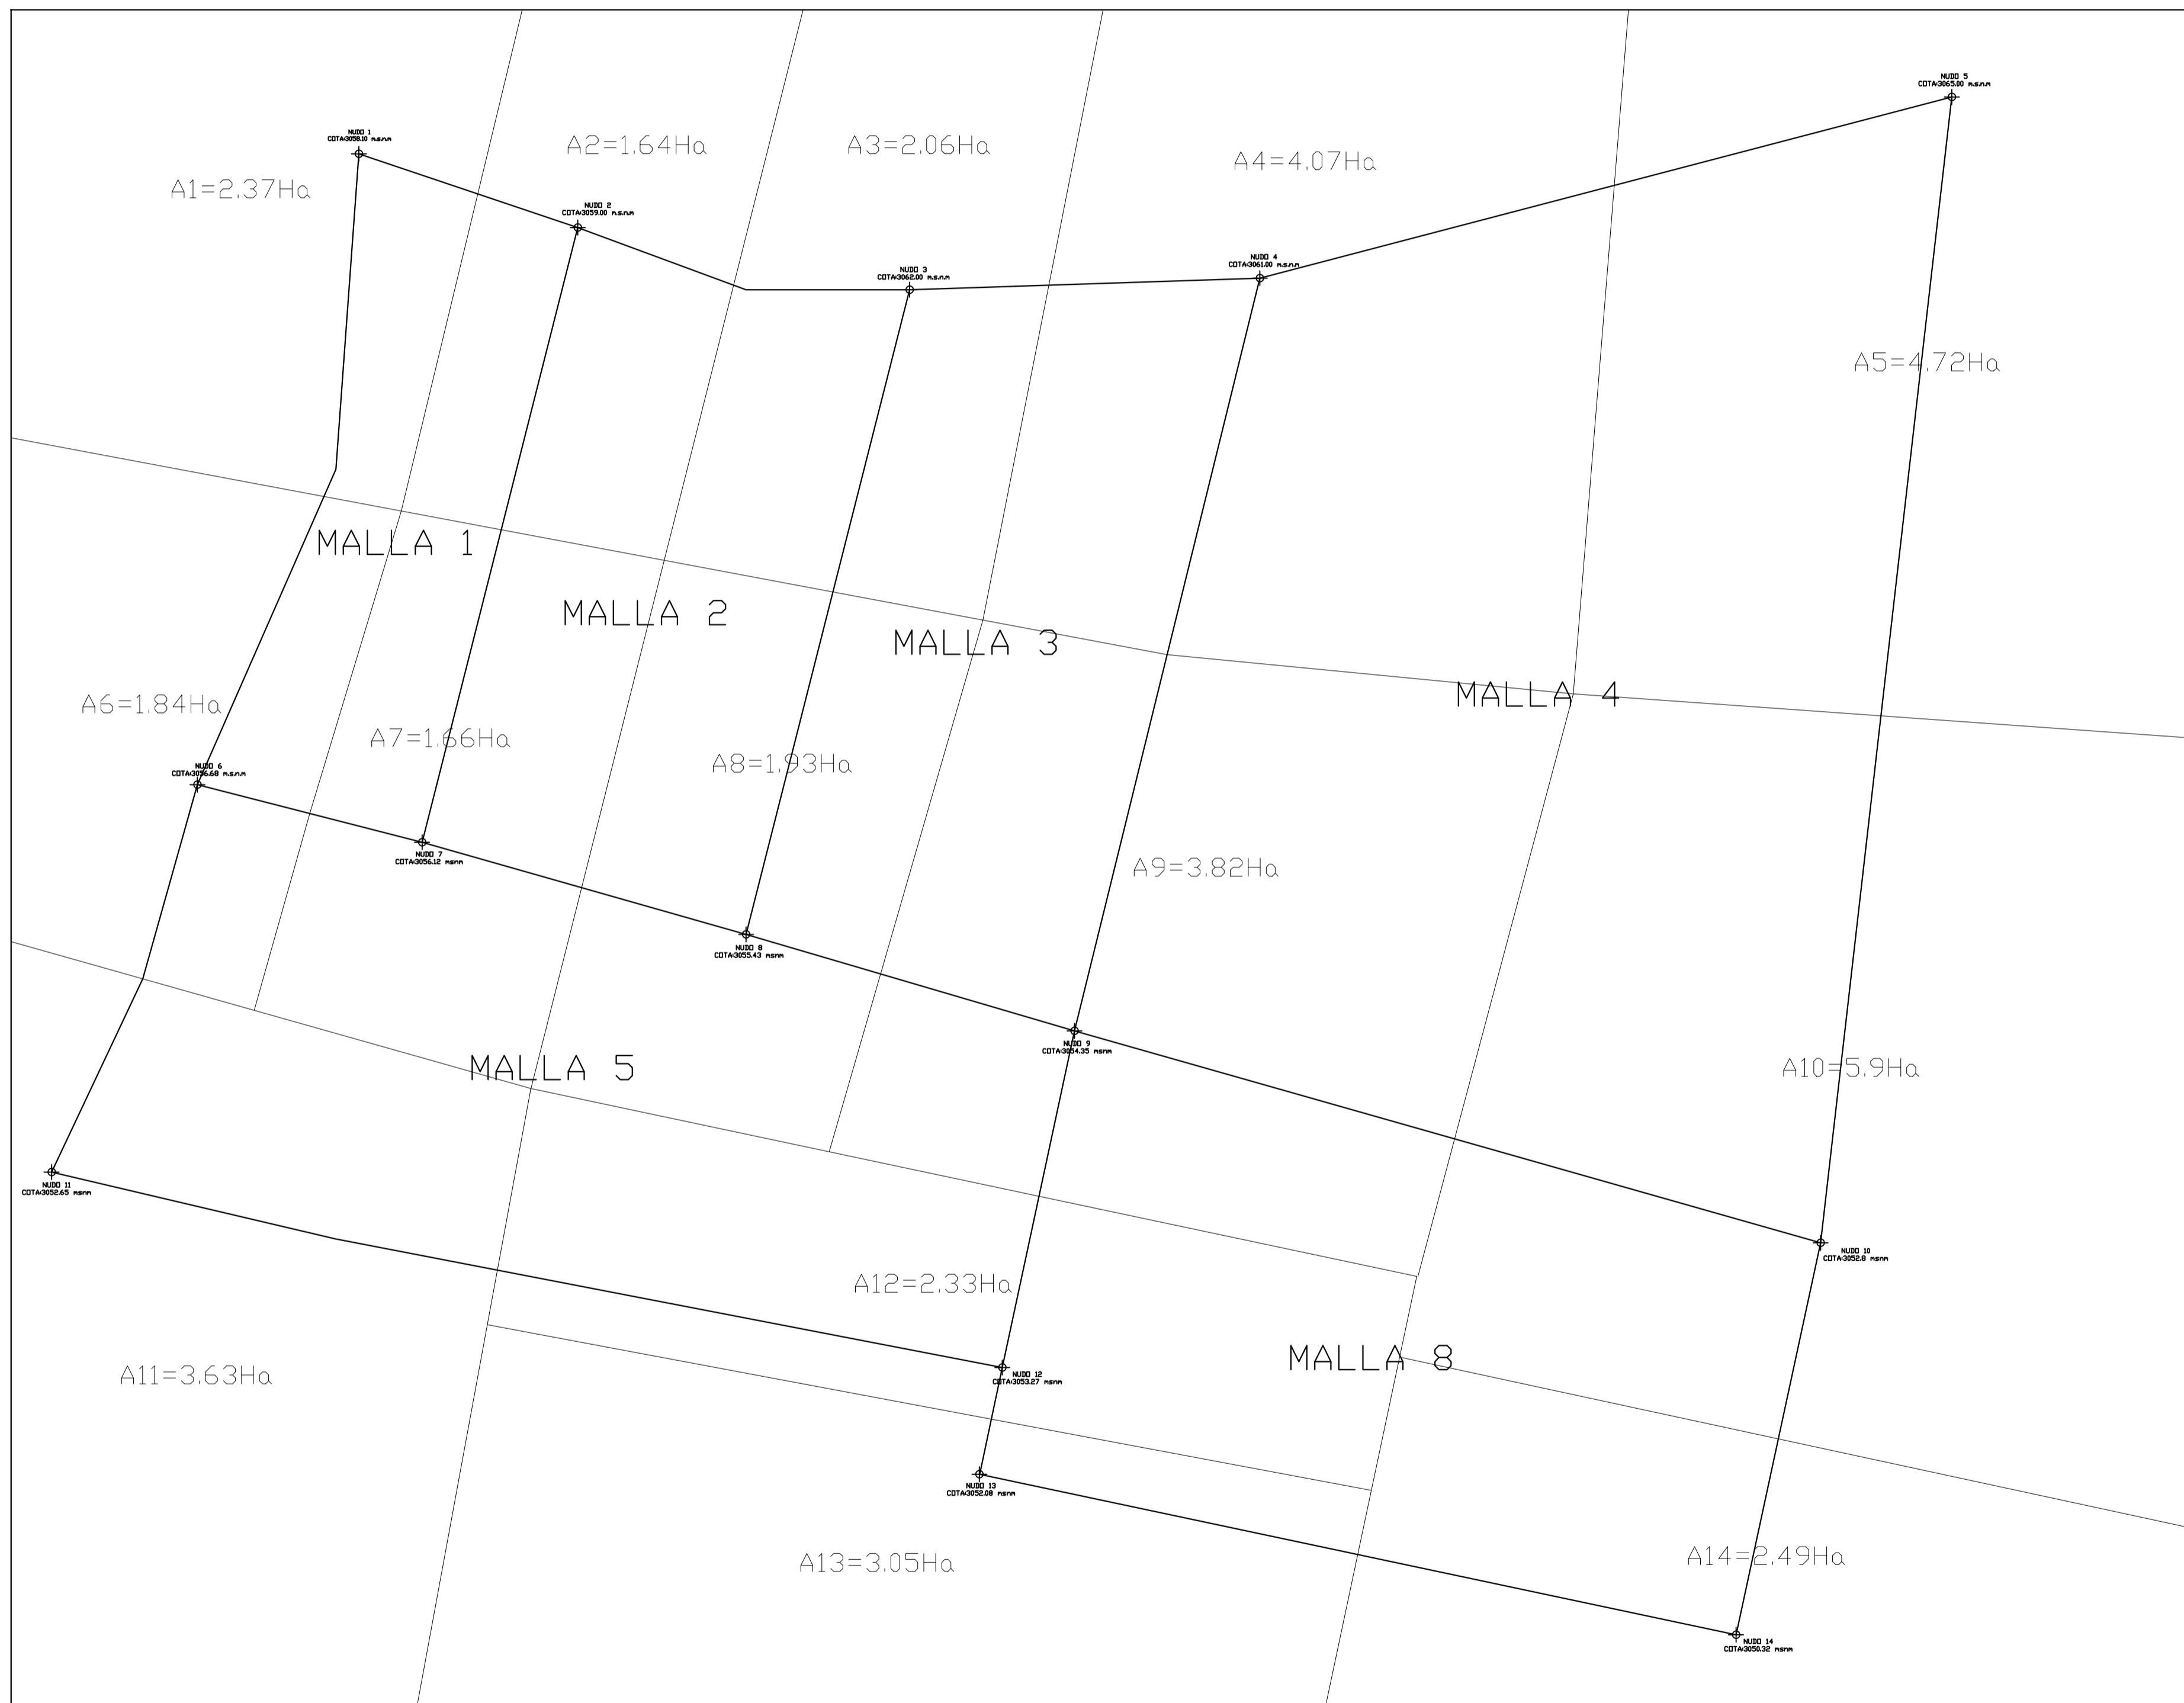 NUDO 5
COTA:3065.00 m.s.n.m
NUDO 1
COTA:3058.10 m.s.n.m
A2=1.64Ha
A3=2.06Ha
A4=4.07Ha
A1=2.37Ha
NUDO 2
COTA:3059.00 m.s.n.m
NUDO 3
COTA:3062.00 m.s.n.m
NUDO 4
COTA:3061.00 m.s.n.m
A5=4.72Ha
MALLA 1
MALLA 2
MALLA 3
MALLA 4
A6=1.84Ha
A7=1.66Ha
A8=1.93Ha
NUDO 6
COTA:3056.68 m.s.n.m
NUDO 7
COTA:3056.12 msnm
A9=3.82Ha
NUDO 8
COTA:3055.43 msnm
NUDO 9
COTA:3054.35 msnm
MALLA 5
A10=5.9Ha
NUDO 11
COTA:3052.65 msnm
NUDO 10
COTA:3052.8 msnm
A12=2.33Ha
MALLA 8
A11=3.63Ha
NUDO 12
COTA:3053.27 msnm
NUDO 13
COTA:3052.08 msnm
A13=3.05Ha
A14=2.49Ha
NUDO 14
COTA:3050.32 msnm